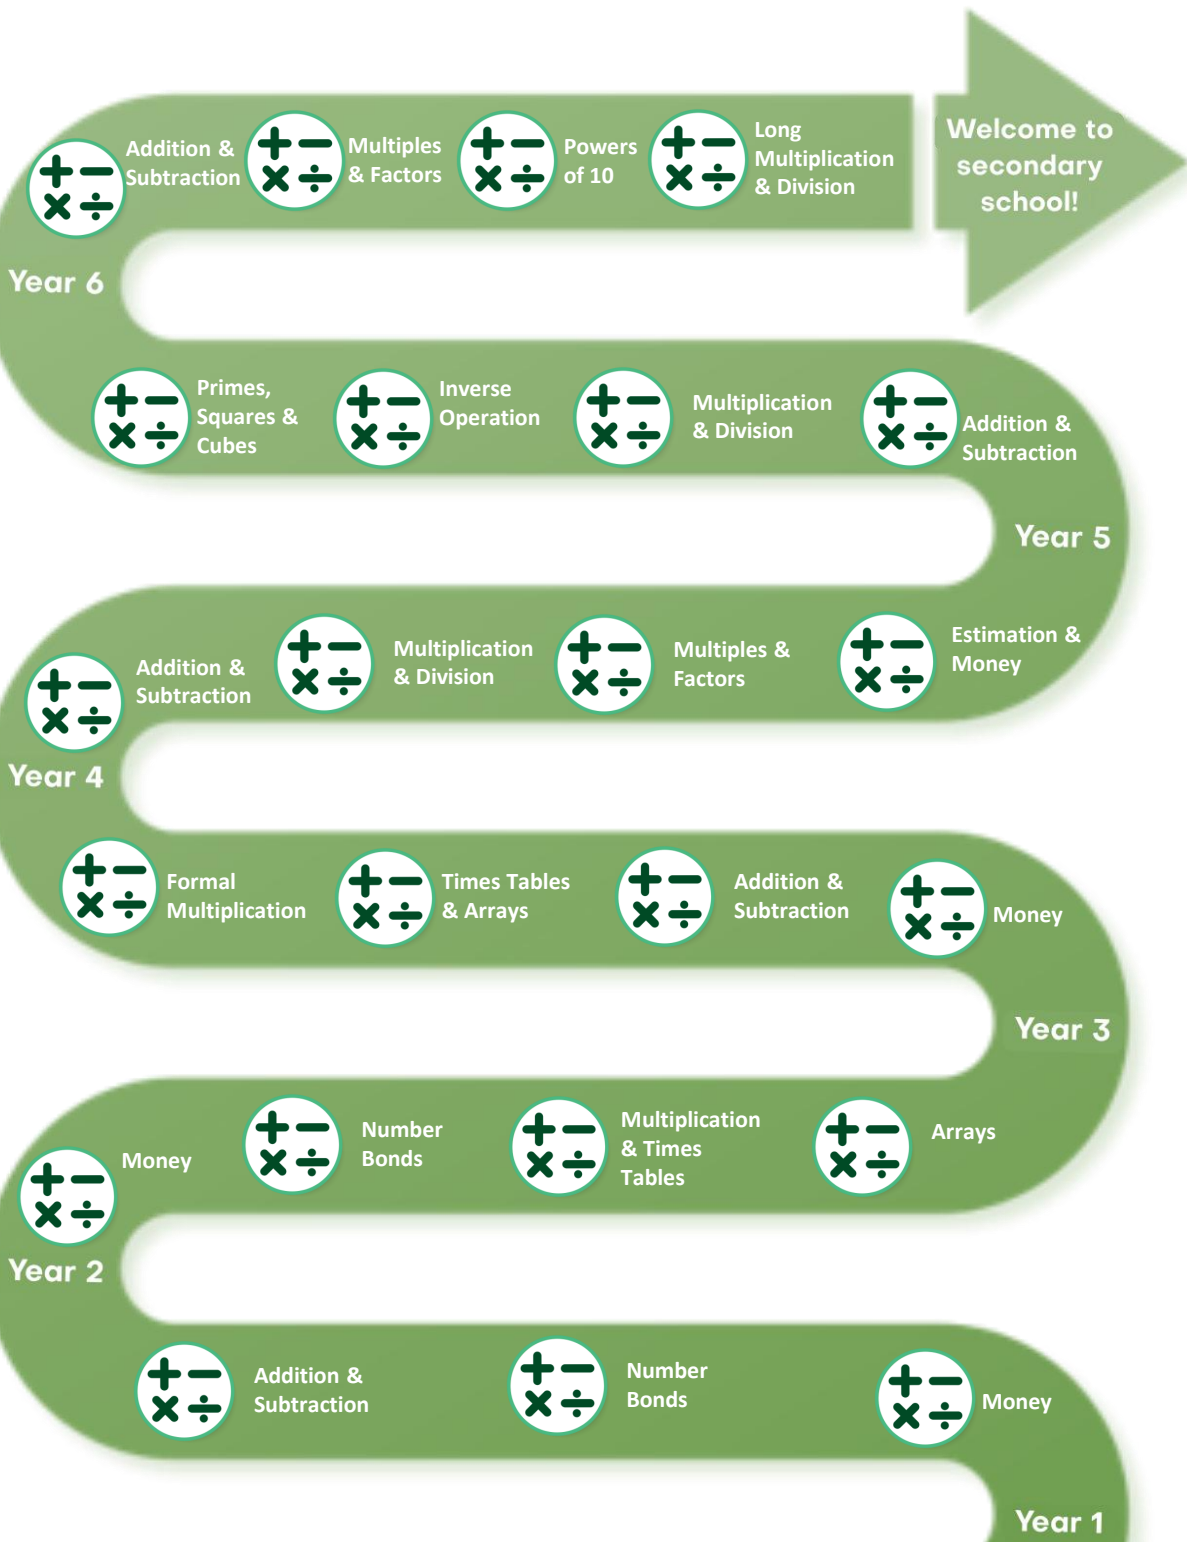 Addition &
Subtraction
Multiples
& Factors
Powers
of 10
Long
Multiplication
& Division
Welcome to
secondary
school!
Year 6
Primes,
Squares &
Cubes
Inverse
Operation
Multiplication
& Division
Addition &
Subtraction
Year 5
Addition &
Subtraction
Multiplication
& Division
Multiples &
Factors
Estimation &
Money
Year 4
Formal
Multiplication
Times Tables
& Arrays
Addition &
Subtraction
Money
Year 3
Money
Number
Bonds
Multiplication
& Times
Tables
Arrays
Year 2
Addition &
Subtraction
Number
Bonds
Money
Year 1